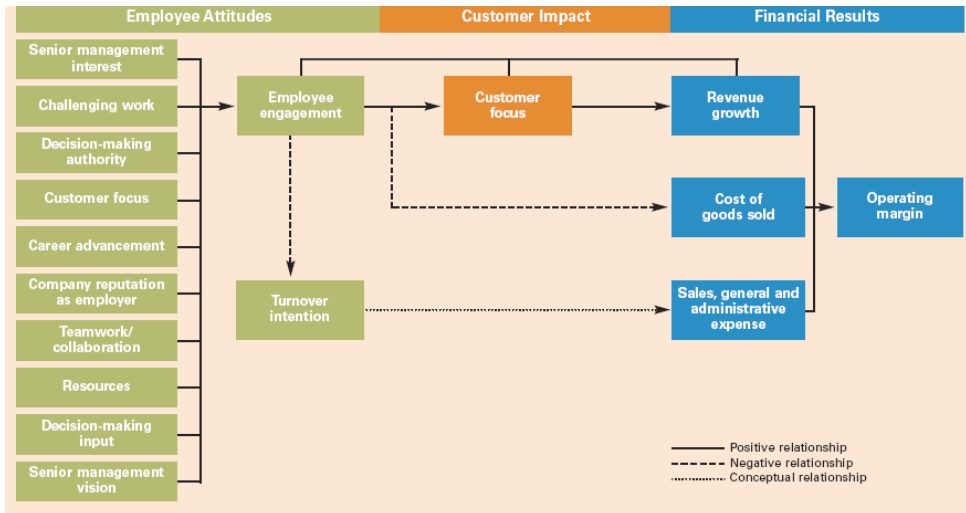 Employee Attitudes
Customer Impact
Financial Results
Senior management
interest
Challenging work
Decision-making
authority
Customer focus
Career advancement
Company reputation
as employer
Teamwork/
collaboration
Resources
Decision-making
input
Senior management
vision
Employee
engagement
Turnover
intention
Customer
focus
Revenue
growth
Cost of
goods sold
Sales, general and
administrative
expense
Operating
margin
Positive relationship
Negative relationship
Conceptual relationship